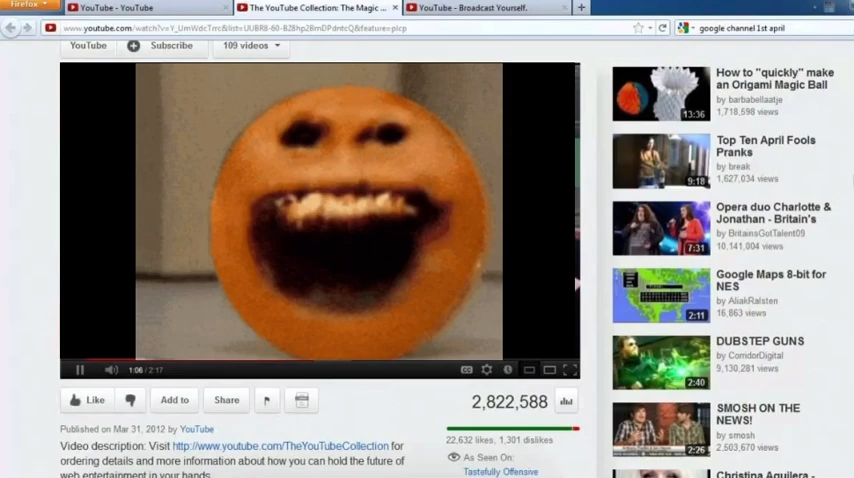 Firefox
YouTube - YouTube
The YouTube Collection: The Magic ...
YouTube - Broadcast Yourself.
www.youtube.com/watch?v=Y_UmWdcTrrc&list=UUBR8-60-B28hp2BmDPdntcQ&feature=plcp
google channel 1st april
YouTube
Subscribe
109 videos
1:06 / 2:17
CC
Like
Add to
Share
2,822,588
Published on Mar 31, 2012 by YouTube
22,632 likes, 1,301 dislikes
Video description: Visit http://www.youtube.com/TheYouTubeCollection for
ordering details and more information about how you can hold the future of
web entertainment in your hands
As Seen On:
Tastefully Offensive
How to "quickly" make
an Origami Magic Ball
by barbabellaatje
1,718,598 views
13:36
Top Ten April Fools
Pranks
by break
1,627,034 views
9:18
Opera duo Charlotte &
Jonathan - Britain's
by BritainsGotTalent09
10,141,004 views
7:31
Google Maps 8-bit for
NES
by AliakRalsten
16,863 views
2:11
DUBSTEP GUNS
by CorridorDigital
9,130,281 views
2:40
SMOSH ON THE
NEWS!
by smosh
2,503,670 views
2:26
Christina Aguilera -